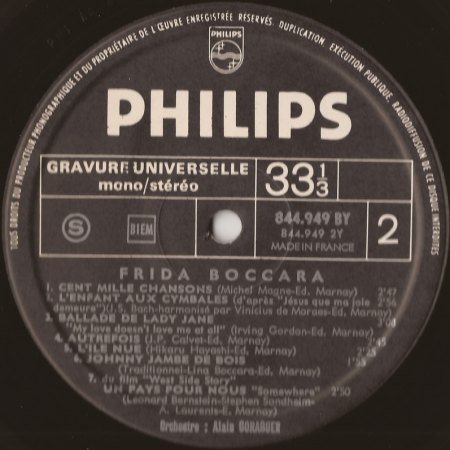 TOUS DROITS DU PRODUCTEUR PHONOGRAPHIQUE ET DU PROPRIÉTAIRE DE L'ŒUVRE ENREGISTRÉE RÉSERVÉS. DUPLICATION, EXÉCUTION PUBLIQUE, RADIODIFFUSION DE CE DISQUE INTERDITES
PHILIPS
PHILIPS
GRAVURE UNIVERSELLE
mono/stéréo
33 1/3
S
BIEM
844.949 BY
844.949 2Y
MADE IN FRANCE
2
FRIDA BOCCARA
1. CENT MILLE CHANSONS (Michel Magne-Ed. Marnay) 2'47
2. L'ENFANT AUX CYMBALES (d'après "Jésus que ma joie 2'56
demeure") (J.S. Bach-harmonisé par Vinicius de Moraes-Ed. Marnay)
3. BALLADE DE LADY JANE 3'08
"My love doesn't love me at all" (Irving Gordon-Ed. Marnay)
4. AUTREFOIS (J.P. Calvet-Ed. Marnay) 2'45
5. L'ILE NUE (Hikaru Hayashi-Ed. Marnay)
6. JOHNNY JAMBE DE BOIS
(Traditionnel-Lina Boccara-Ed. Marnay)
7. du film "West Side Story"
UN PAYS POUR NOUS "Somewhere" 2'50
(Leonard Bernstein-Stephen Sondheim-
A. Laurents-E. Marnay)
Orchestre : Alain GORAGUER